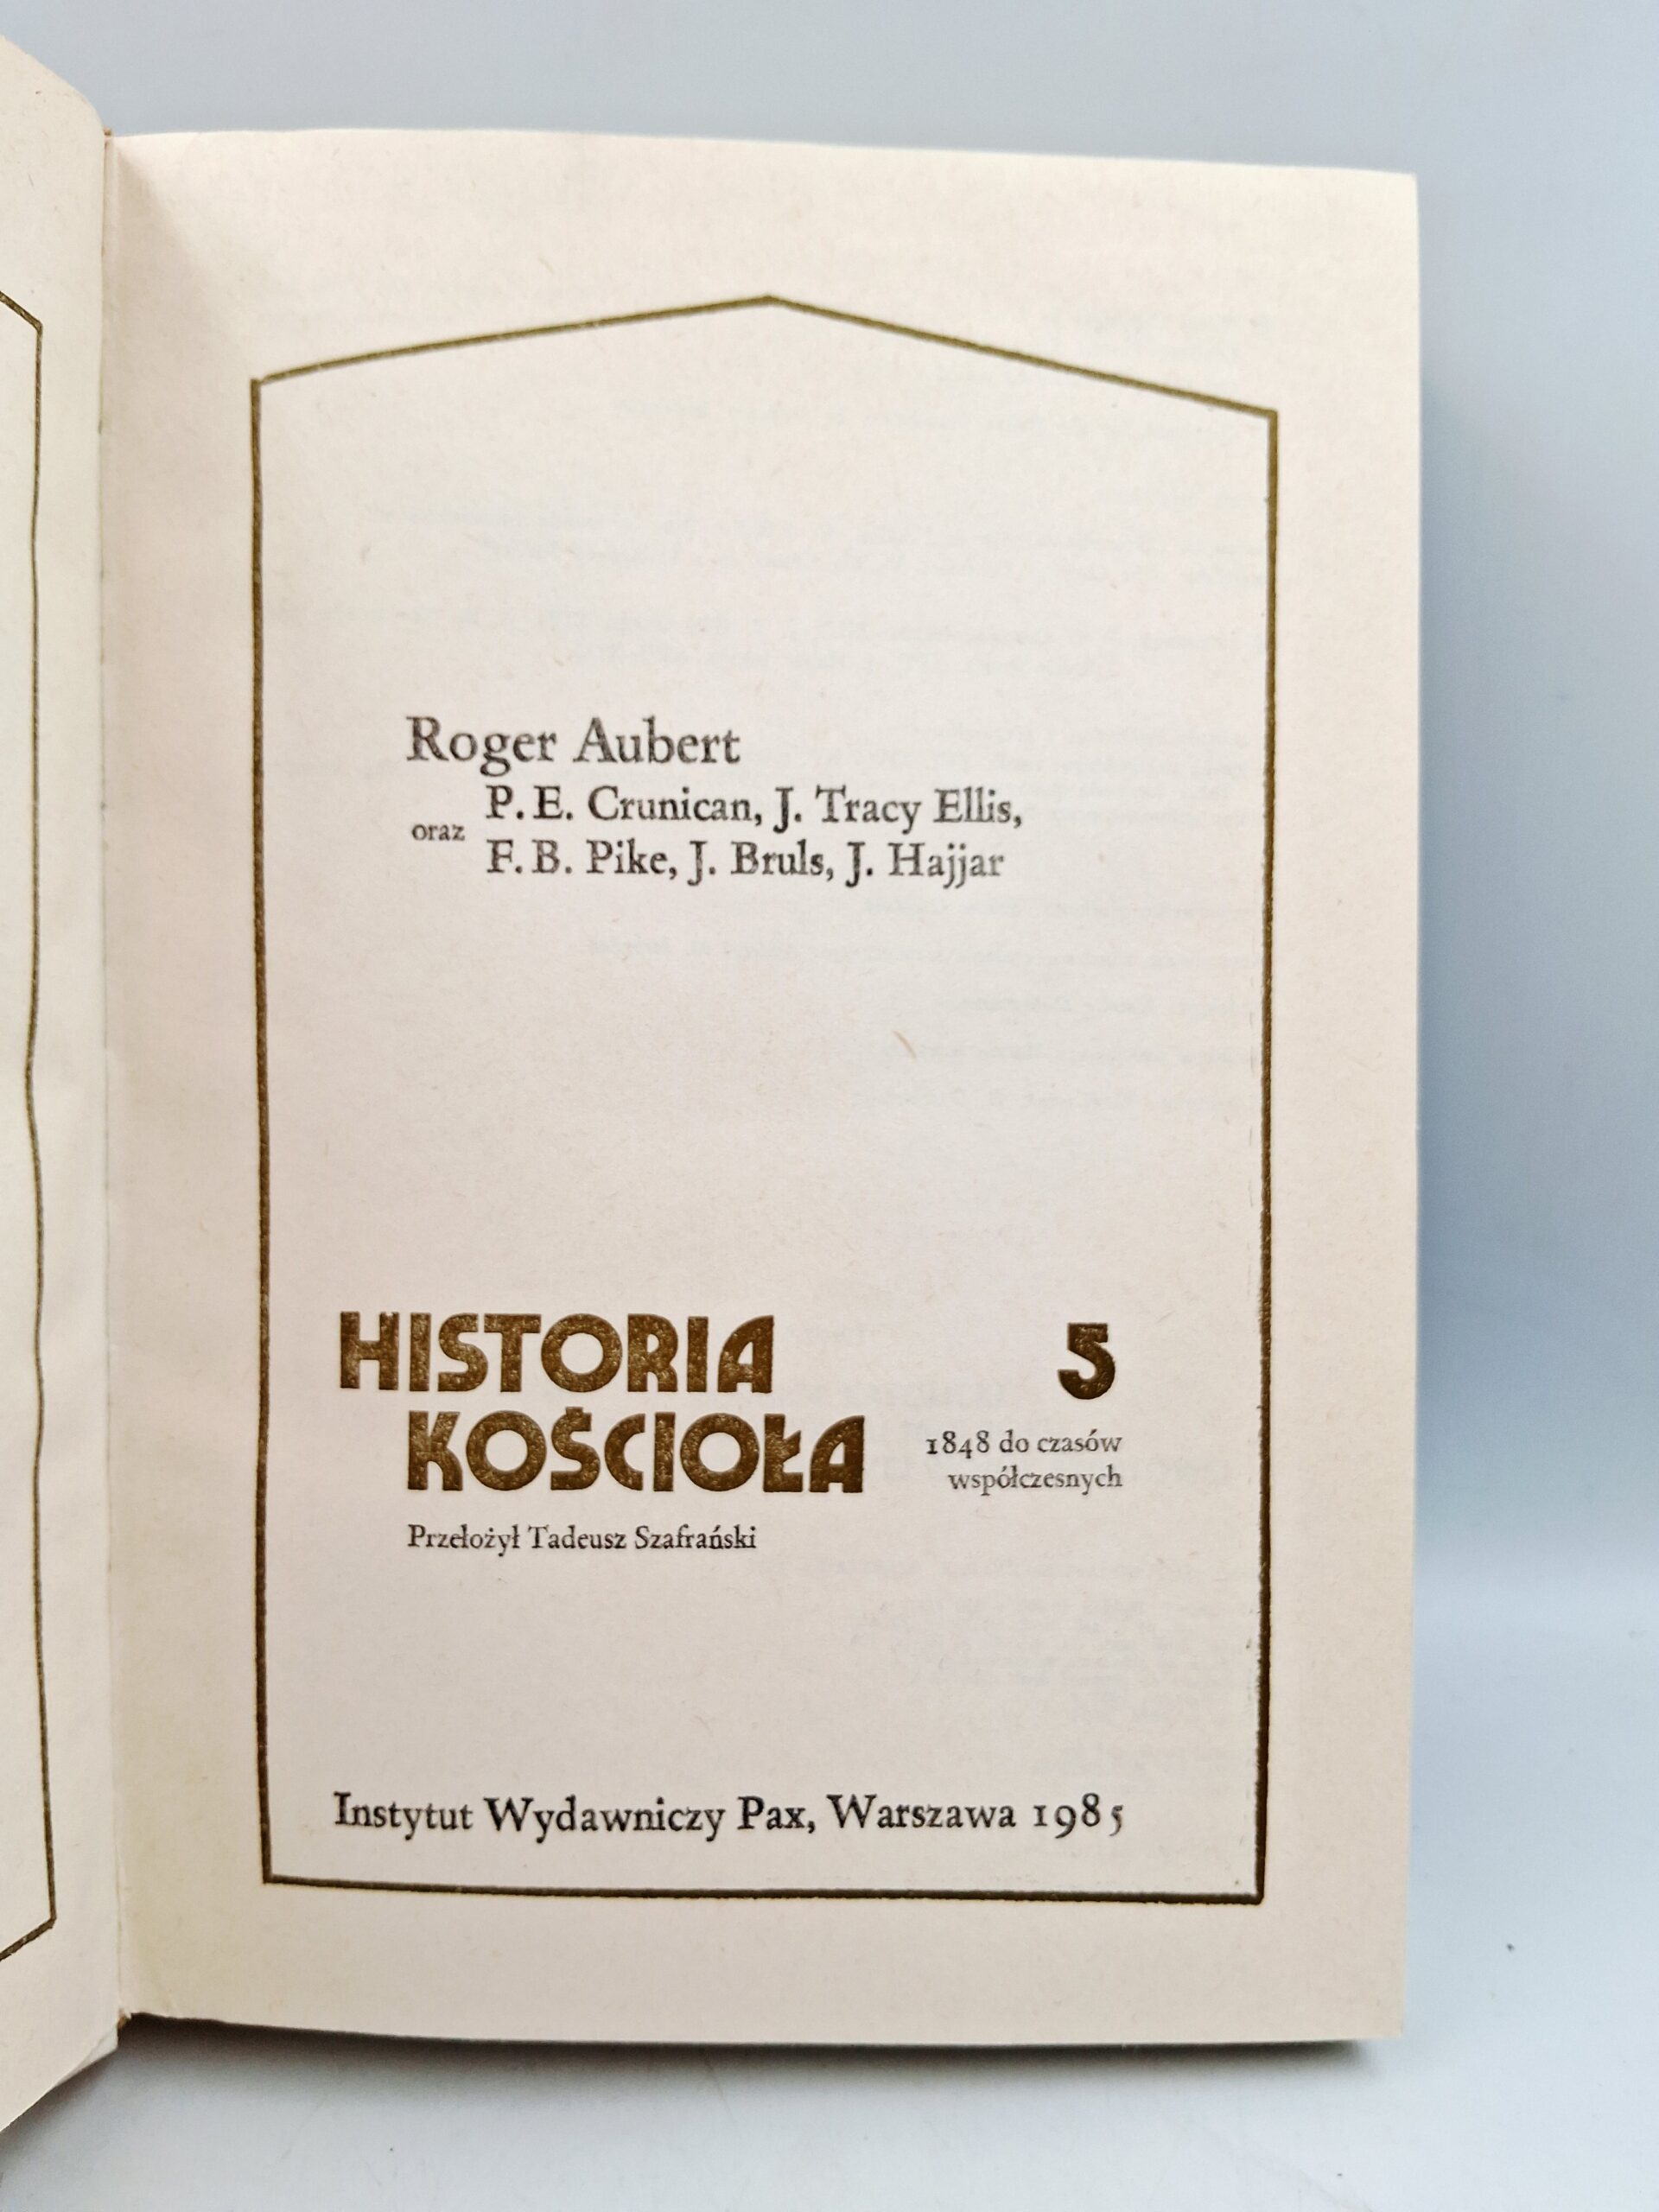 Roger Aubert
oraz
P. E. Crunican, J. Tracy Ellis,
F. B. Pike, J. Bruls, J. Hajjar
HISTORIA
KOŚCIOŁA
5
1848 do czasów
współczesnych
Przełożył Tadeusz Szafrański
Instytut Wydawniczy Pax, Warszawa 1985